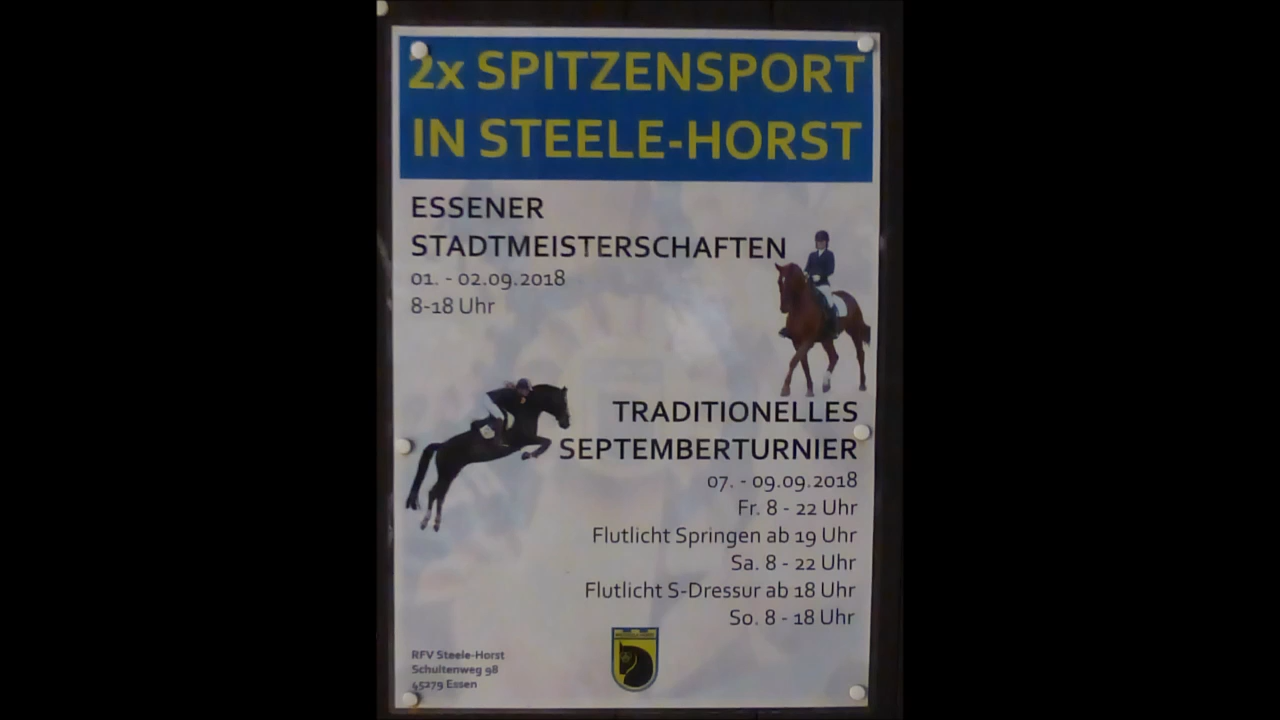 2x SPITZENSPORT
IN STEELE-HORST
ESSENER
STADTMEISTERSCHAFTEN
01. - 02.09.2018
8-18 Uhr
TRADITIONELLES
SEPTEMBERTURNIER
07. - 09.09.2018
Fr. 8 - 22 Uhr
Flutlicht Springen ab 19 Uhr
Sa. 8 - 22 Uhr
Flutlicht S-Dressur ab 18 Uhr
So. 8 - 18 Uhr
RFV Steele-Horst
Schultenweg 98
45279 Essen